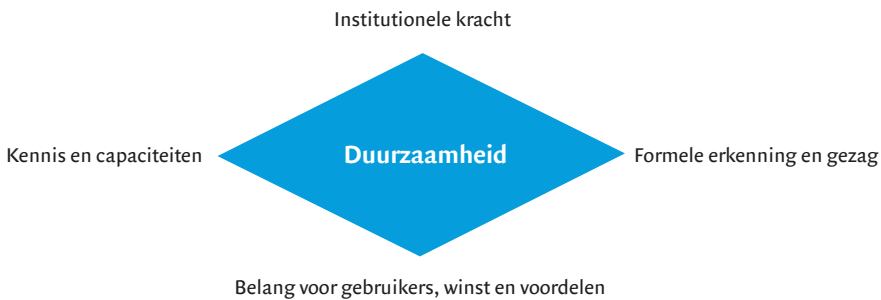 Institutionele kracht
Kennis en capaciteiten
Duurzaamheid
Formele erkenning en gezag
Belang voor gebruikers, winst en voordelen